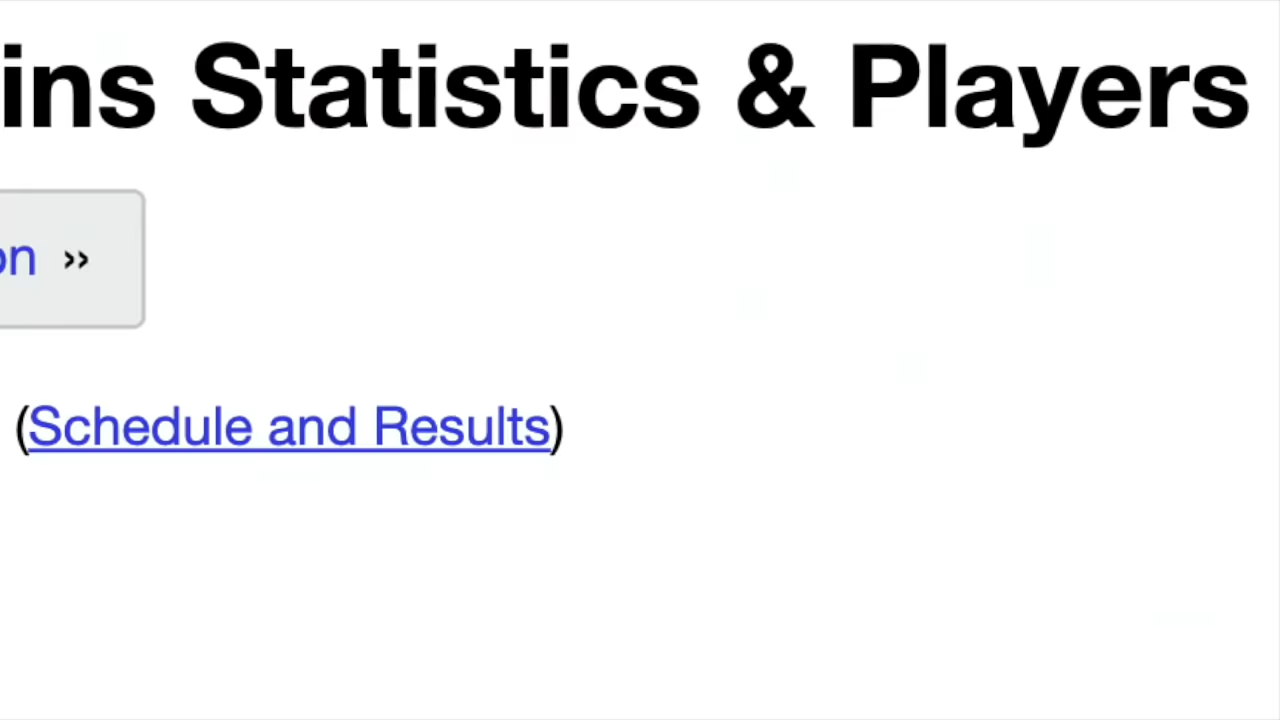 ins Statistics & Players
on ››
(Schedule and Results)